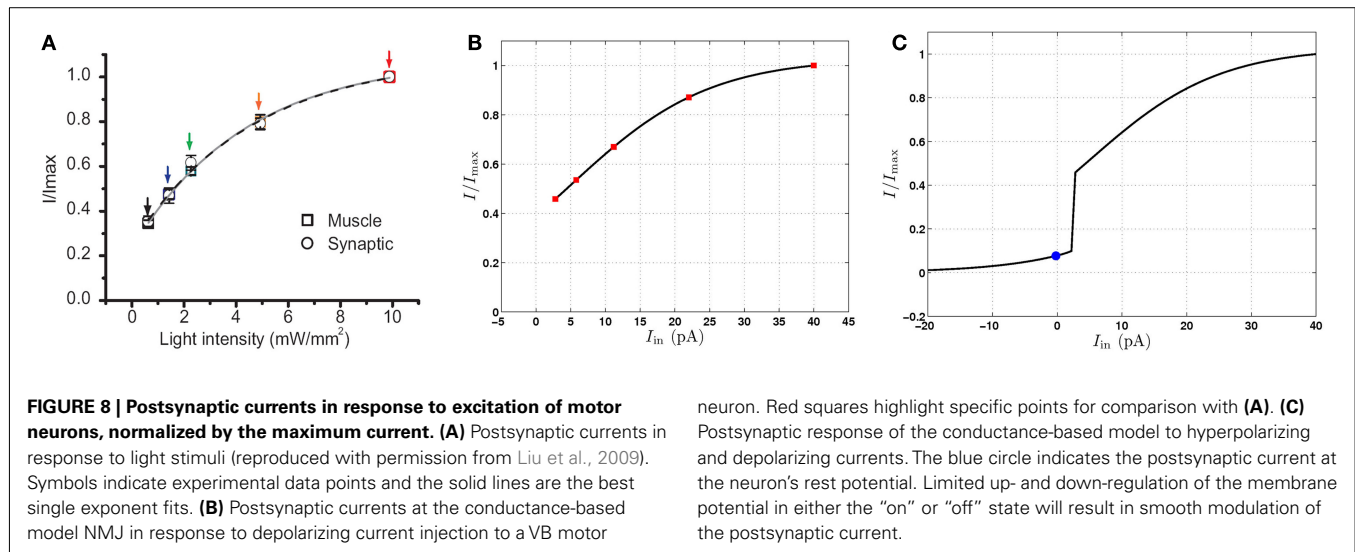 A
I/Imax
1.0
0.8
0.6
0.4
0.2
0.0
Muscle
Synaptic
0 2 4 6 8 10
Light intensity (mW/mm²)
B
I/I_max
1
0.8
0.6
0.4
0.2
0
-5 0 5 10 15 20 25 30 35 40 45
I_in (pA)
C
I/I_max
1
0.8
0.6
0.4
0.2
0
-0.2
-20 -10 0 10 20 30 40
I_in (pA)
FIGURE 8 | Postsynaptic currents in response to excitation of motor
neurons, normalized by the maximum current. (A) Postsynaptic currents in
response to light stimuli (reproduced with permission from Liu et al., 2009).
Symbols indicate experimental data points and the solid lines are the best
single exponent fits. (B) Postsynaptic currents at the conductance-based
model NMJ in response to depolarizing current injection to a VB motor
neuron. Red squares highlight specific points for comparison with (A). (C)
Postsynaptic response of the conductance-based model to hyperpolarizing
and depolarizing currents. The blue circle indicates the postsynaptic current at
the neuron's rest potential. Limited up- and down-regulation of the membrane
potential in either the “on” or “off” state will result in smooth modulation of
the postsynaptic current.